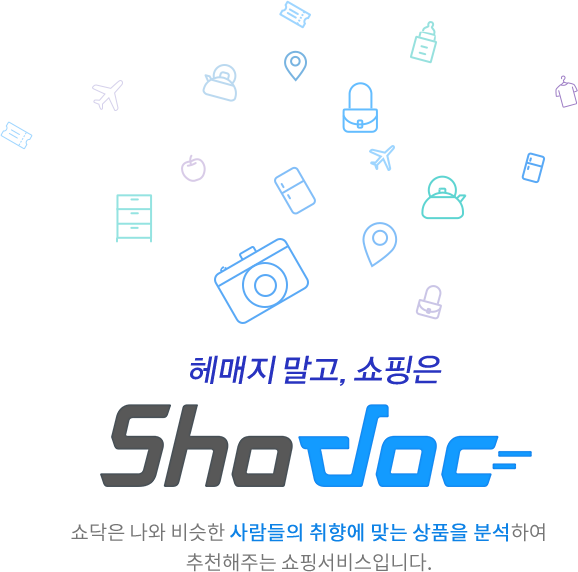 헤매지 말고, 쇼핑은
Shodoc
쇼닥은 나와 비슷한 사람들의 취향에 맞는 상품을 분석하여
추천해주는 쇼핑서비스입니다.